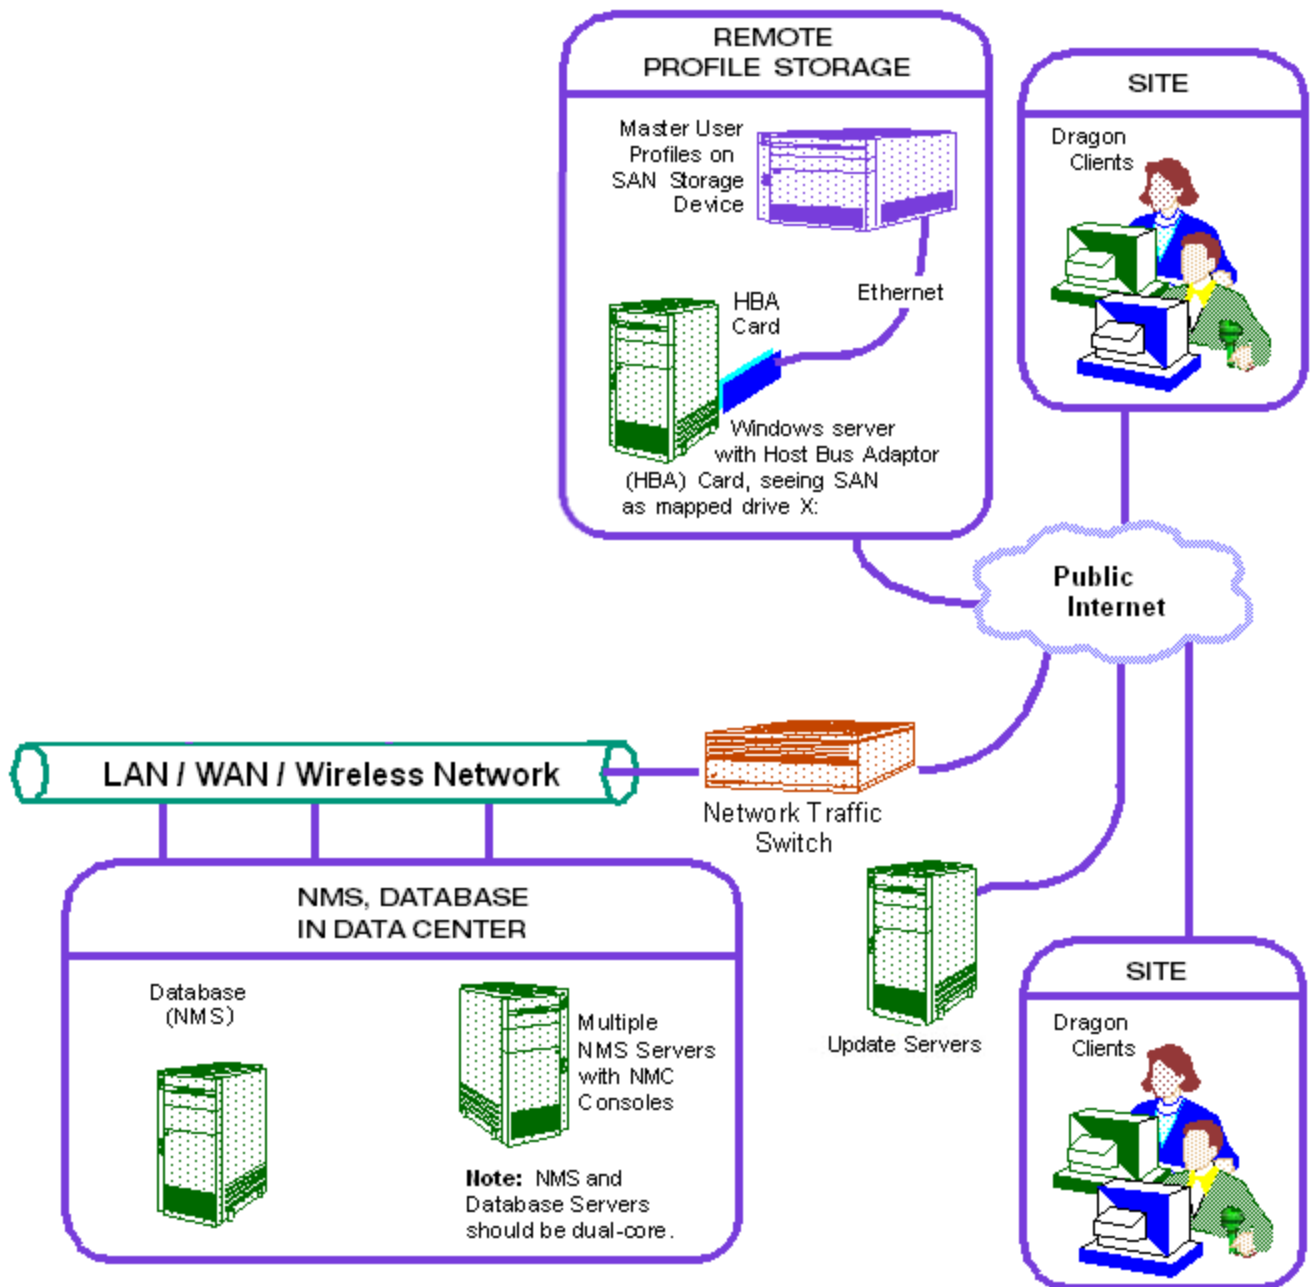 REMOTE
PROFILE STORAGE
Master User
Profiles on
SAN Storage
Device
Ethernet
HBA
Card
Windows server
with Host Bus Adaptor
(HBA) Card, seeing SAN
as mapped drive X:
SITE
Dragon
Clients
Public
Internet
LAN / WAN / Wireless Network
Network Traffic
Switch
NMS, DATABASE
IN DATA CENTER
Database
(NMS)
Multiple
NMS Servers
with NMC
Consoles
Note: NMS and
Database Servers
should be dual-core.
Update Servers
SITE
Dragon
Clients